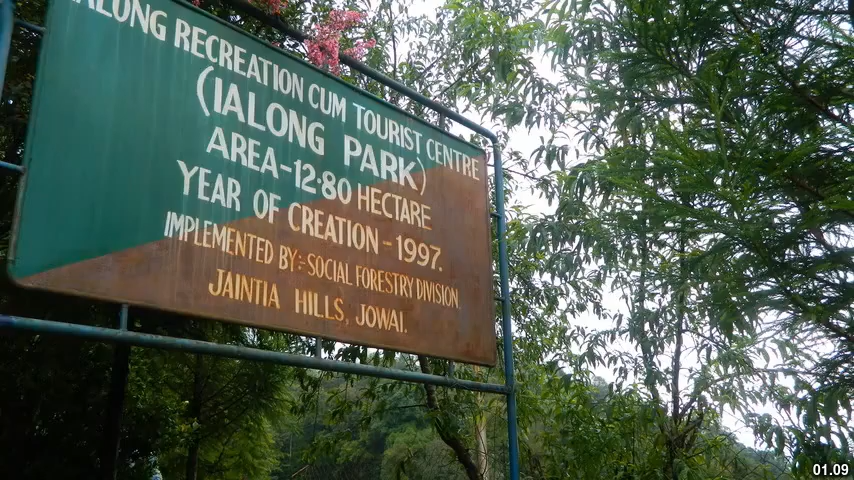 IALONG RECREATION CUM TOURIST CENTRE
(IALONG PARK)
AREA-12·80 HECTARE
YEAR OF CREATION - 1997.
IMPLEMENTED BY:- SOCIAL FORESTRY DIVISION
JAINTIA HILLS, JOWAI.
01.09